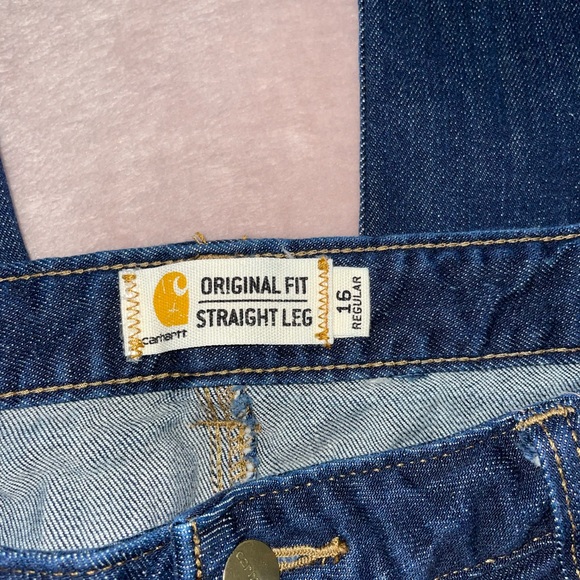 carhartt
ORIGINAL FIT
STRAIGHT LEG
16
REGULAR